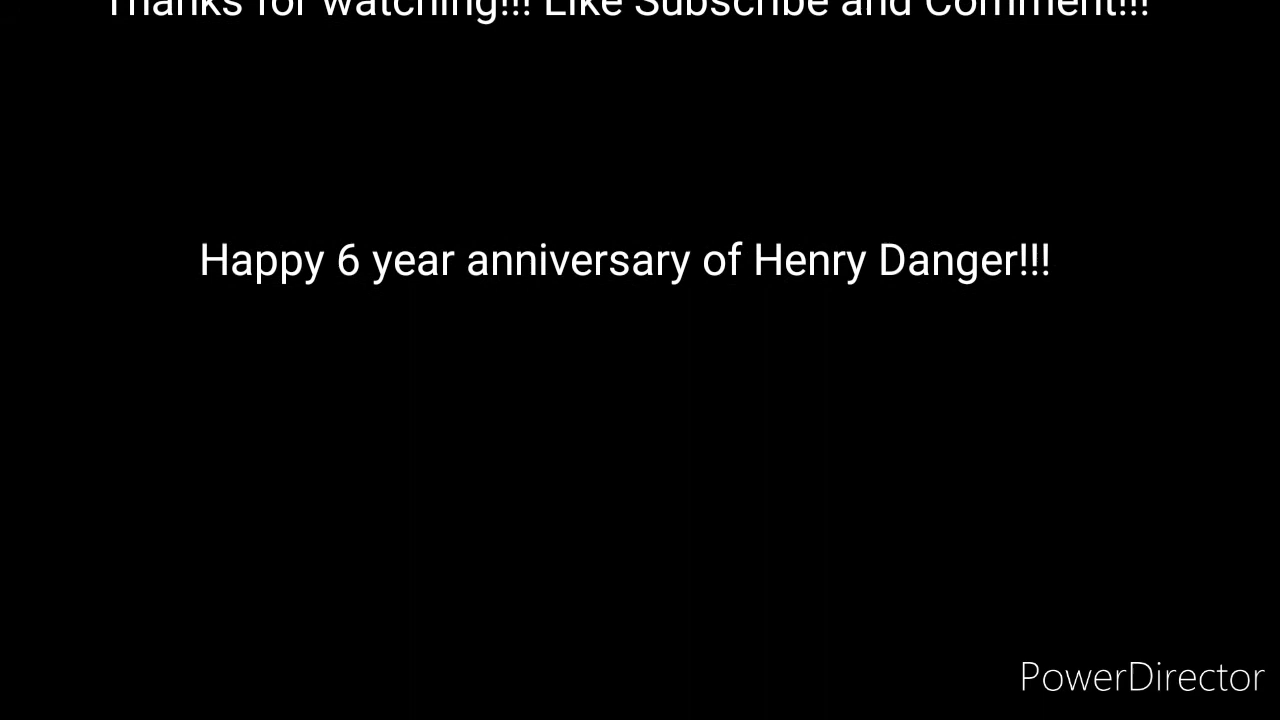 Thanks for watching!!! Like Subscribe and Comment!!!
Happy 6 year anniversary of Henry Danger!!!
PowerDirector